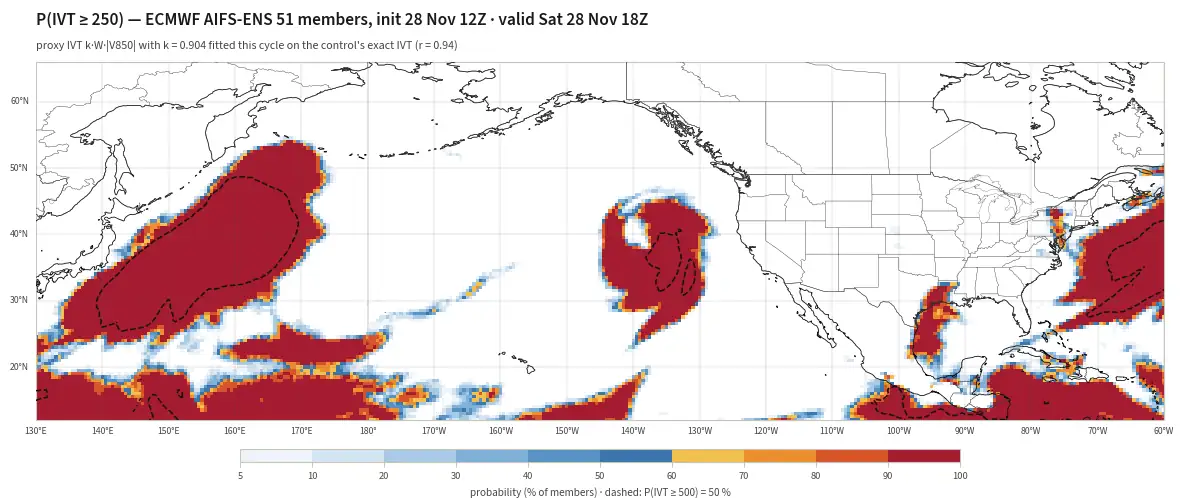 P(IVT ≥ 250) — ECMWF AIFS-ENS 51 members, init 28 Nov 12Z · valid Sat 28 Nov 18Z
proxy IVT k·W·|V850| with k = 0.904 fitted this cycle on the control's exact IVT (r = 0.94)
60°N
50°N
40°N
30°N
20°N
130°E 140°E 150°E 160°E 170°E 180° 170°W 160°W 150°W 140°W 130°W 120°W 110°W 100°W 90°W 80°W 70°W 60°W
5 10 20 30 40 50 60 70 80 90 100
probability (% of members) · dashed: P(IVT ≥ 500) = 50 %